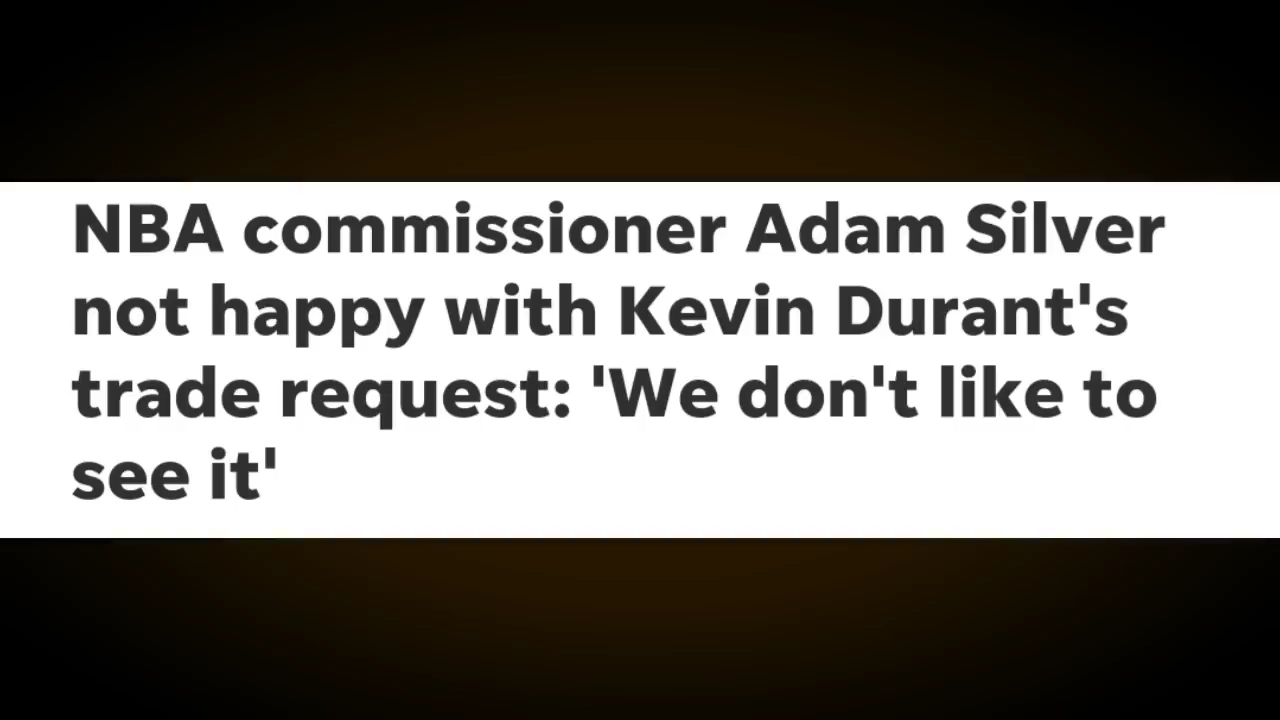 NBA commissioner Adam Silver
not happy with Kevin Durant's
trade request: 'We don't like to
see it'